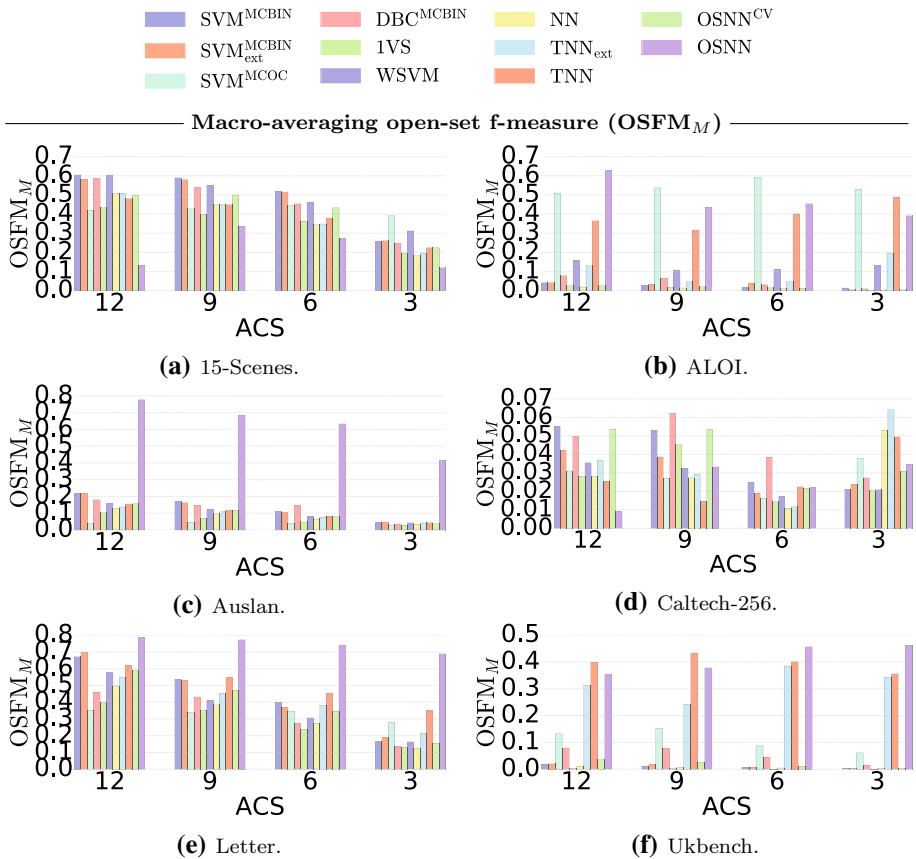 SVM^MCBIN DBC^MCBIN NN OSNN^CV
SVM_ext^MCBIN 1VS TNN_ext OSNN
SVM^MCOC WSVM TNN
Macro-averaging open-set f-measure (OSFM_M)
OSFM_M
0.7
0.6
0.5
0.4
0.3
0.2
0.1
0.0
12 9 6 3
ACS
(a) 15-Scenes.
OSFM_M
0.7
0.6
0.5
0.4
0.3
0.2
0.1
0.0
12 9 6 3
ACS
(b) ALOI.
OSFM_M
0.8
0.7
0.6
0.5
0.4
0.3
0.2
0.1
0.0
12 9 6 3
ACS
(c) Auslan.
OSFM_M
0.07
0.06
0.05
0.04
0.03
0.02
0.01
0.00
12 9 6 3
ACS
(d) Caltech-256.
OSFM_M
0.8
0.7
0.6
0.5
0.4
0.3
0.2
0.1
0.0
12 9 6 3
ACS
(e) Letter.
OSFM_M
0.5
0.4
0.3
0.2
0.1
0.0
12 9 6 3
ACS
(f) Ukbench.